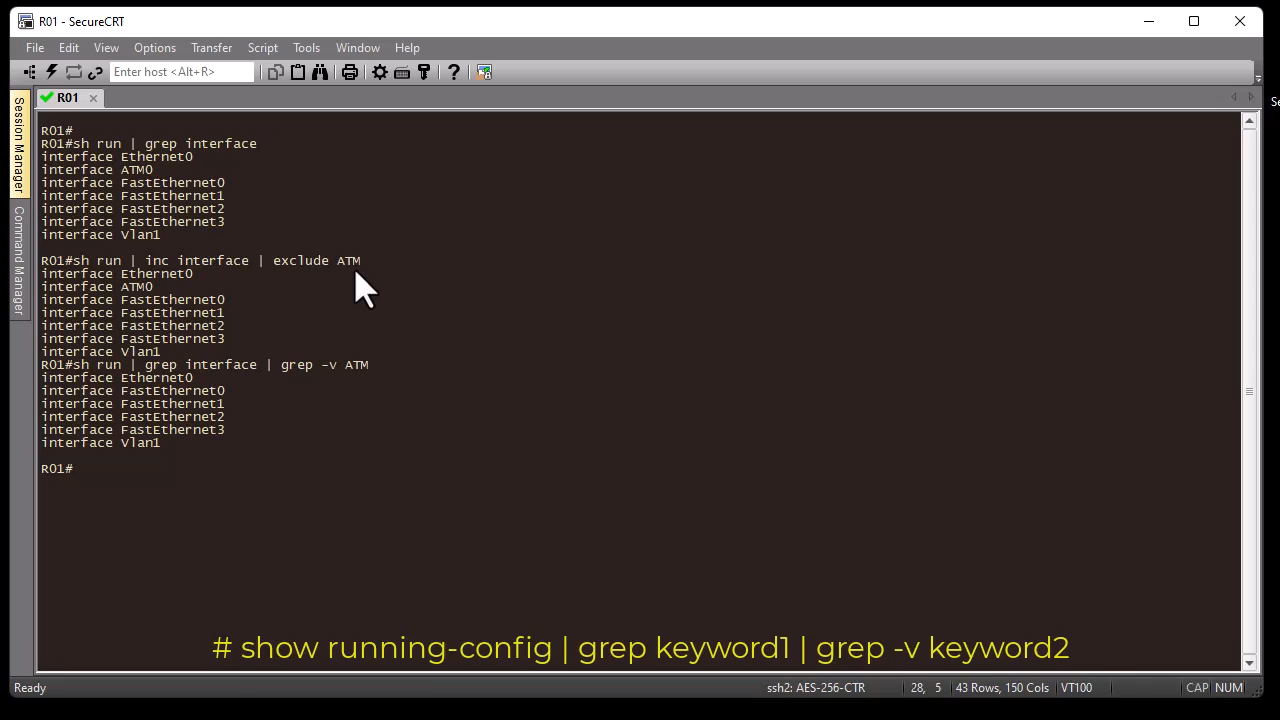 R01 - SecureCRT
File Edit View Options Transfer Script Tools Window Help
Enter host <Alt+R>
R01
Session Manager
Command Manager
R01#
R01#sh run | grep interface
interface Ethernet0
interface ATM0
interface FastEthernet0
interface FastEthernet1
interface FastEthernet2
interface FastEthernet3
interface Vlan1
R01#sh run | inc interface | exclude ATM
interface Ethernet0
interface ATM0
interface FastEthernet0
interface FastEthernet1
interface FastEthernet2
interface FastEthernet3
interface Vlan1
R01#sh run | grep interface | grep -v ATM
interface Ethernet0
interface FastEthernet0
interface FastEthernet1
interface FastEthernet2
interface FastEthernet3
interface Vlan1
R01#
# show running-config | grep keyword1 | grep -v keyword2
Ready ssh2: AES-256-CTR 28, 5 43 Rows, 150 Cols VT100 CAP NUM